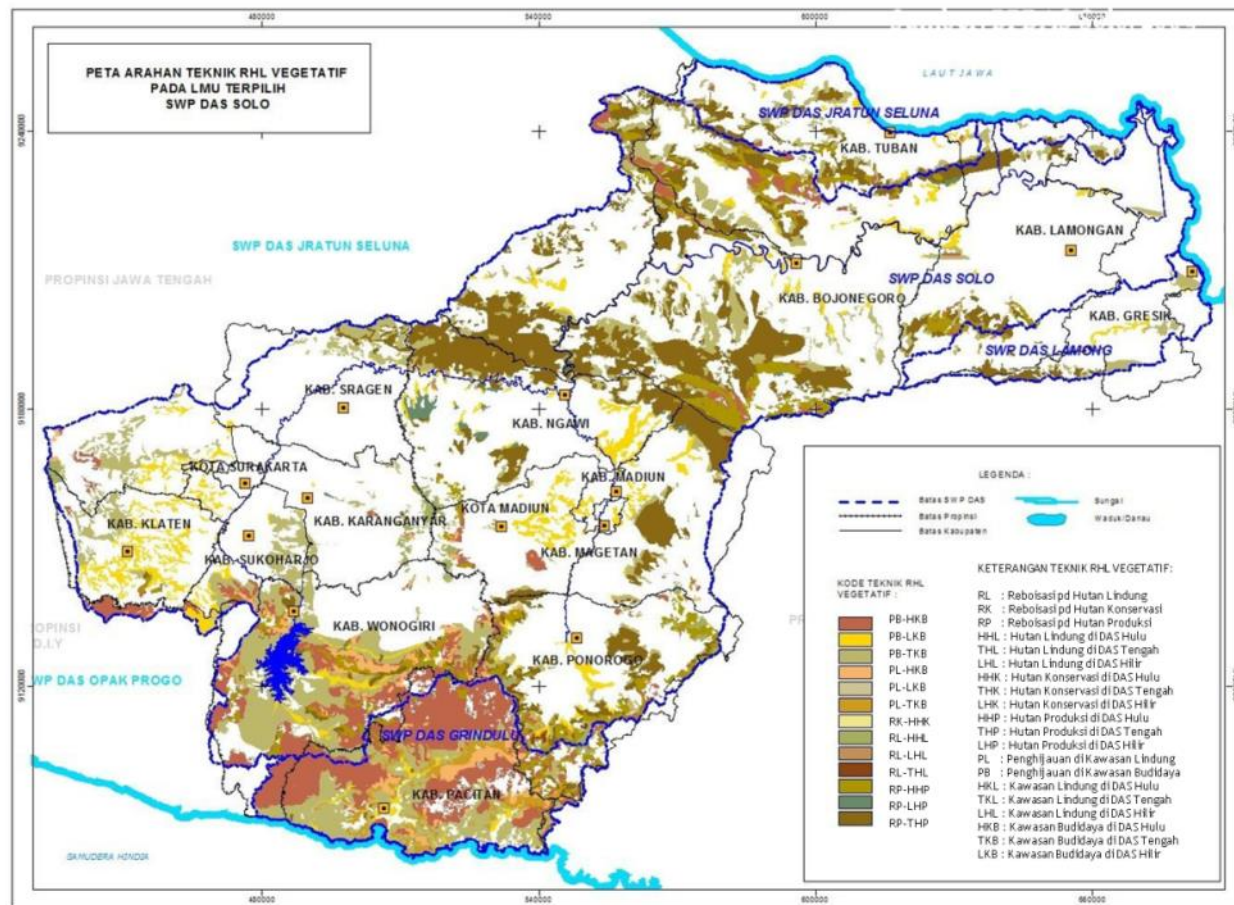 480000
540000
600000
PETA ARAHAN TEKNIK RHL VEGETATIF
PADA LMU TERPILIH
SWP DAS SOLO
LAUT JAWA
9240000
SWP DAS JRATUN SELUNA
KAB. TUBAN
SWP DAS JRATUN SELUNA
KAB. LAMONGAN
PROPINSI JAWA TENGAH
SWP DAS SOLO
KAB. BOJONEGORO
KAB. GRESIK
SWP DAS LAMONG
KAB. SRAGEN
9180000
KAB. NGAWI
KOTA SURAKARTA
KAB. MADIUN
KOTA MADIUN
KAB. KLATEN
KAB. KARANGANYAR
KAB. MAGETAN
KAB. SUKOHARJO
KAB. WONOGIRI
OPINSI
D.I.Y
KAB. PONOROGO
WP DAS OPAK PROGO
9120000
SWP DAS GRINDULU
KAB. PACITAN
SAMUDERA HINDIA
LEGENDA :
Batas SWP DAS
Sungai
Batas Propinsi
Waduk/Danau
Batas Kabupaten
KODE TEKNIK RHL
VEGETATIF :
PB-HKB
PB-LKB
PB-TKB
PL-HKB
PL-LKB
PL-TKB
RK-HHK
RL-HHL
RL-LHL
RL-THL
RP-HHP
RP-LHP
RP-THP
KETERANGAN TEKNIK RHL VEGETATIF:
RL : Reboisasi pd Hutan Lindung
RK : Reboisasi pd Hutan Konservasi
RP : Reboisasi pd Hutan Produksi
HHL : Hutan Lindung di DAS Hulu
THL : Hutan Lindung di DAS Tengah
LHL : Hutan Lindung di DAS Hilir
HHK : Hutan Konservasi di DAS Hulu
THK : Hutan Konservasi di DAS Tengah
LHK : Hutan Konservasi di DAS Hilir
HHP : Hutan Produksi di DAS Hulu
THP : Hutan Produksi di DAS Tengah
LHP : Hutan Produksi di DAS Hilir
PL : Penghijauan di Kawasan Lindung
PB : Penghijauan di Kawasan Budidaya
HKL : Kawasan Lindung di DAS Hulu
TKL : Kawasan Lindung di DAS Tengah
LHL : Kawasan Lindung di DAS Hilir
HKB : Kawasan Budidaya di DAS Hulu
TKB : Kawasan Budidaya di DAS Tengah
LKB : Kawasan Budidaya di DAS Hilir
480000
540000
600000